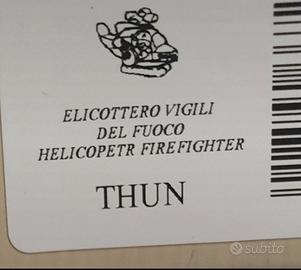 ELICOTTERO VIGILI
DEL FUOCO
HELICOPETR FIREFIGHTER
THUN
subito